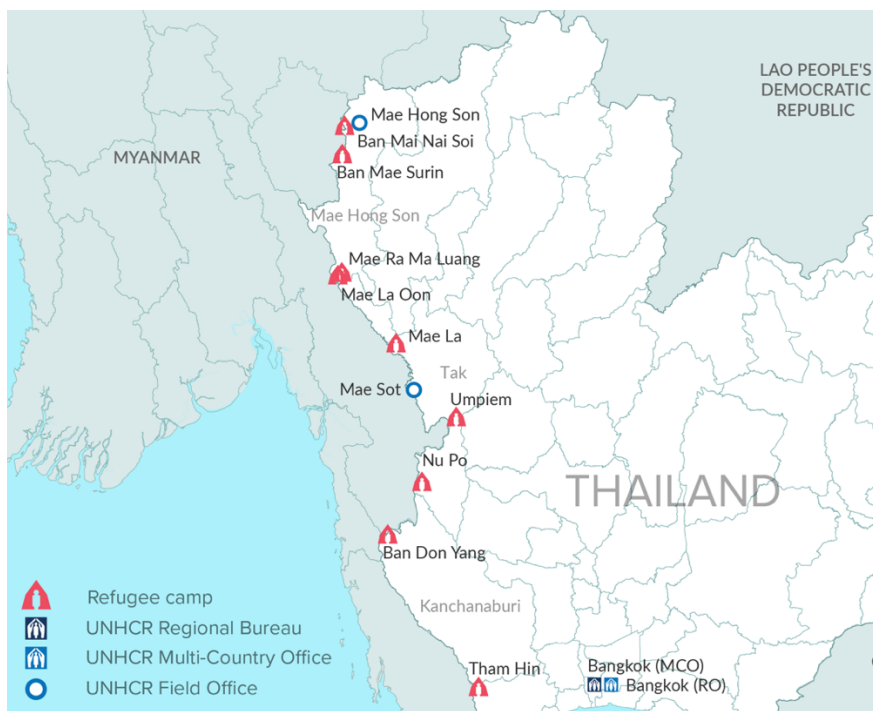 LAO PEOPLE'S
DEMOCRATIC
REPUBLIC
Mae Hong Son
Ban Mai Nai Soi
MYANMAR
Ban Mae Surin
Mae Hong Son
Mae Ra Ma Luang
Mae La Oon
Mae La
Tak
Mae Sot
Umpiem
Nu Po
THAILAND
Ban Don Yang
Kanchanaburi
Tham Hin
Bangkok (MCO)
Bangkok (RO)
Refugee camp
UNHCR Regional Bureau
UNHCR Multi-Country Office
UNHCR Field Office